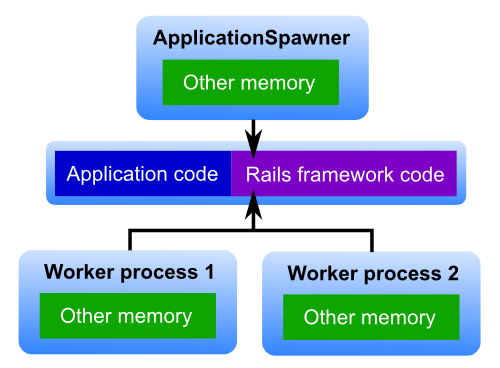 ApplicationSpawner
Other memory
Application code
Rails framework code
Worker process 1
Other memory
Worker process 2
Other memory